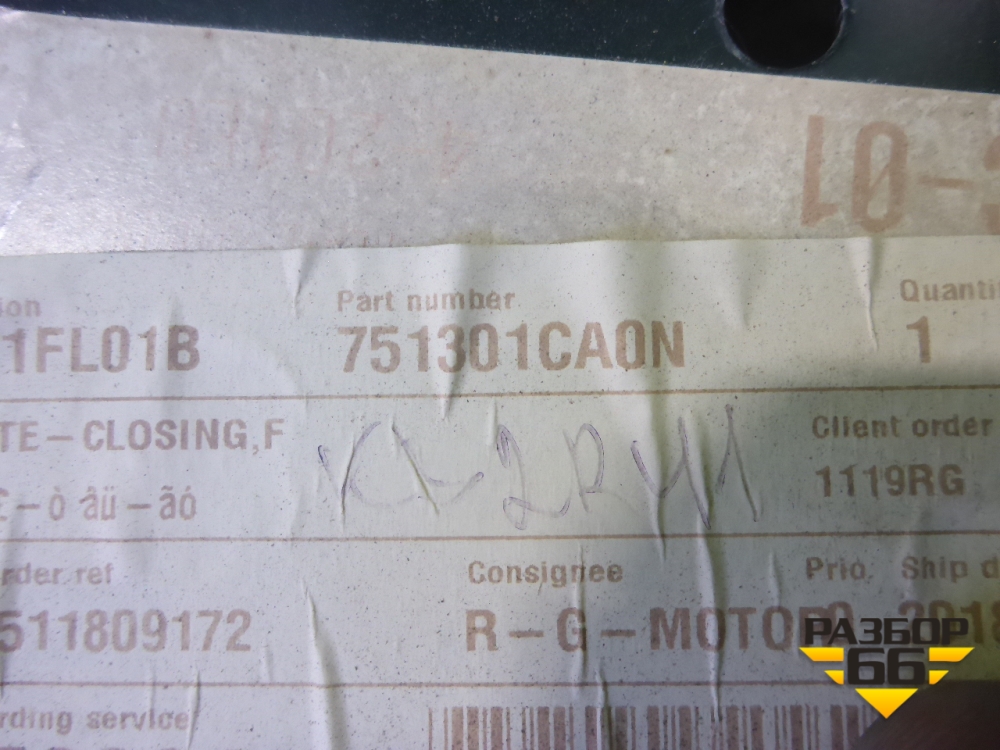 -01
ion Part number Quanti
1FL01B 751301CA0N 1
TE-CLOSING,F Client order
-ò âü-ãó 1119RG
rder ref Consignee Prio. Ship d
511809172 R-G-MOTO
РАЗБОР
66
rding service